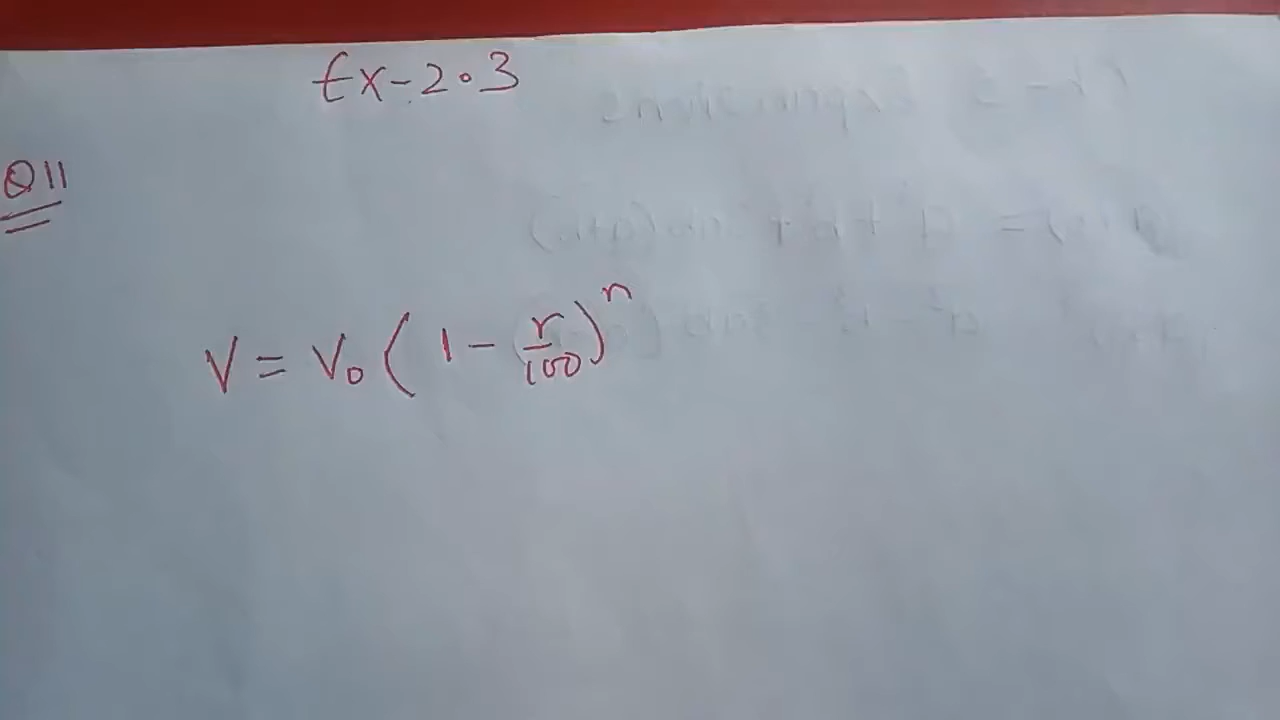 Ex-2.3
Q11
V = V₀ (1 - r/100)ⁿ